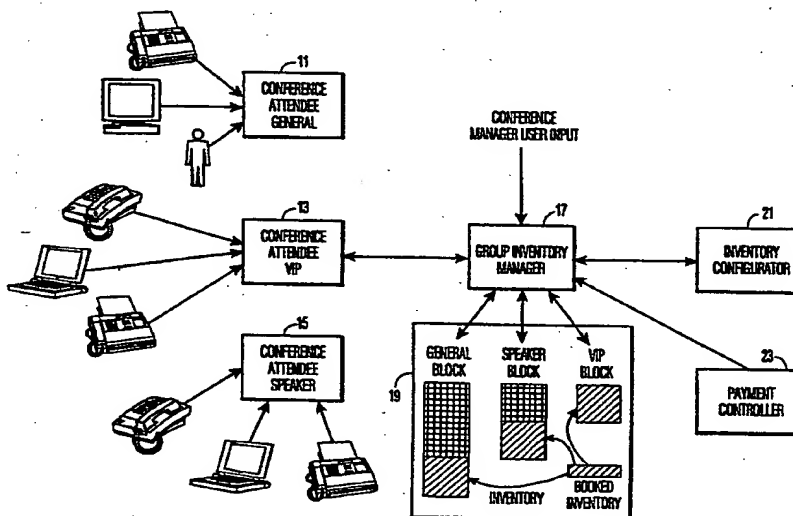 11
CONFERENCE
ATTENDEE
GENERAL
CONFERENCE
MANAGER USER INPUT
13
CONFERENCE
ATTENDEE
VIP
17
GROUP INVENTORY
MANAGER
21
INVENTORY
CONFIGURATOR
15
CONFERENCE
ATTENDEE
SPEAKER
19
GENERAL
BLOCK
SPEAKER
BLOCK
VIP
BLOCK
INVENTORY
BOOKED
INVENTORY
23
PAYMENT
CONTROLLER